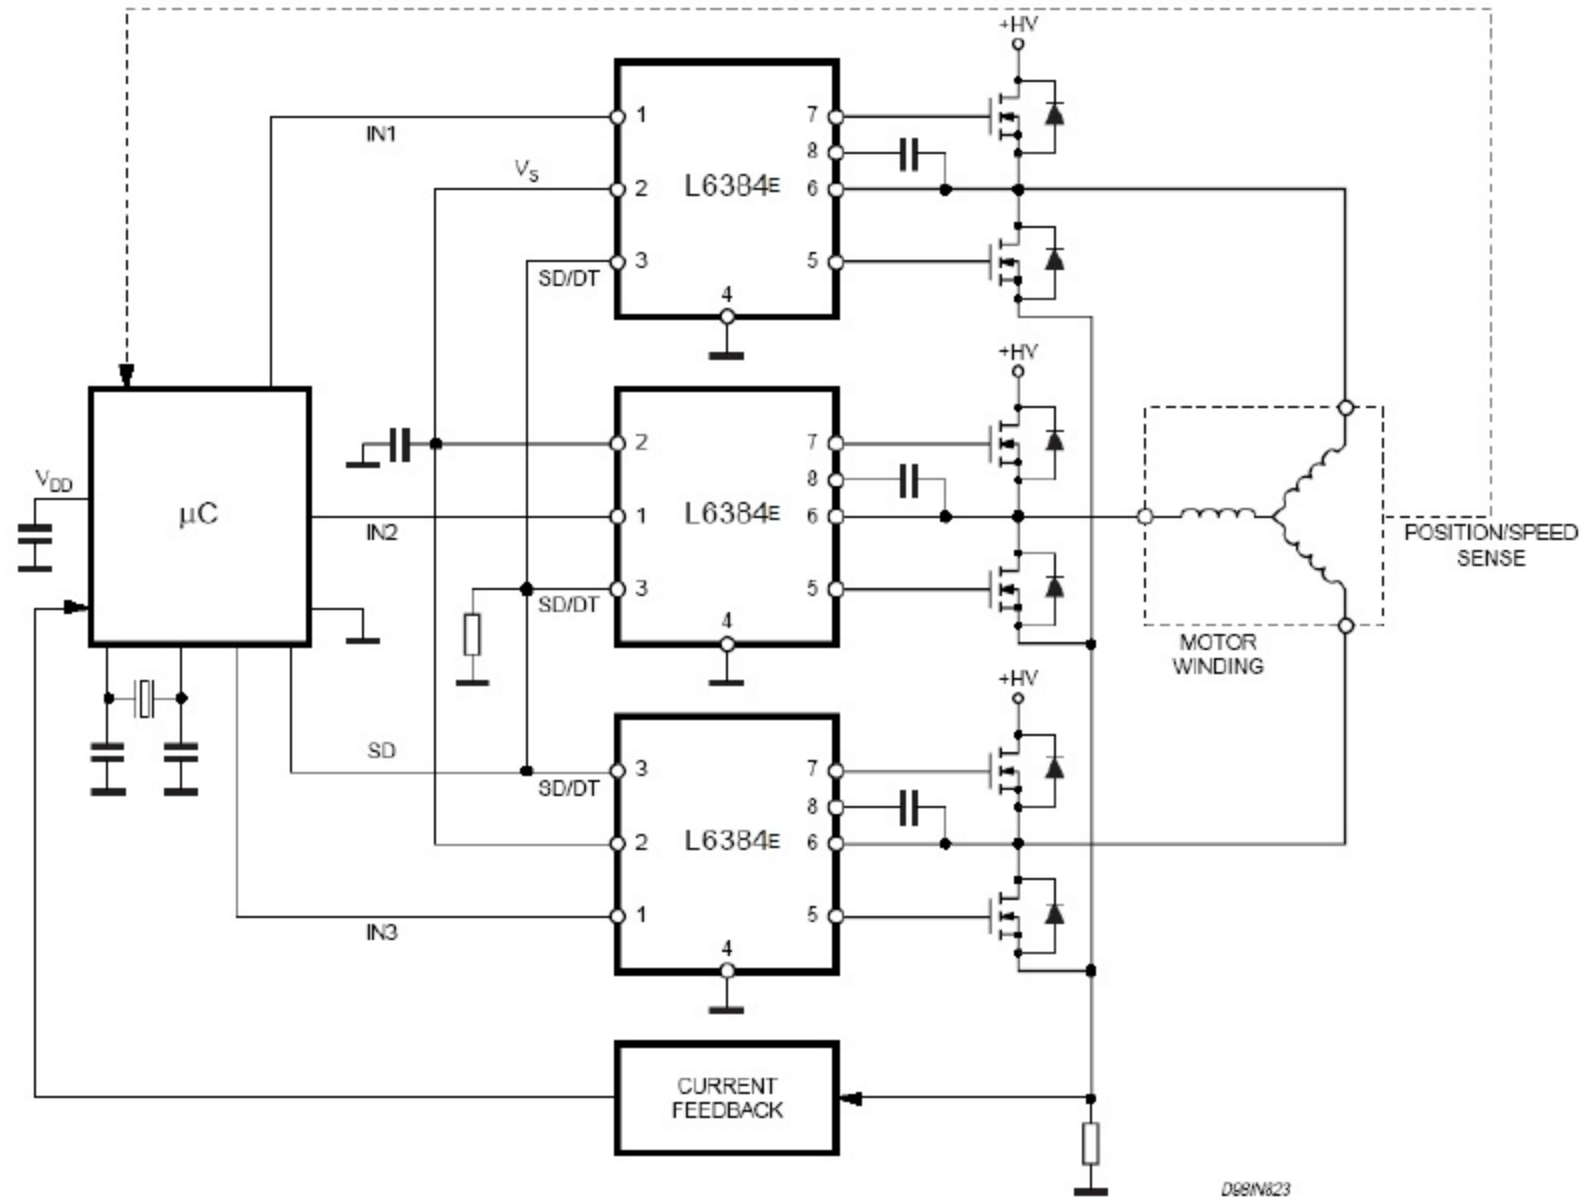 +HV
IN1
1
7
8
VS
2
L6384E
6
3
5
SD/DT
4
+HV
2
7
8
VDD
µC
IN2
1
L6384E
6
POSITION/SPEED
SENSE
3
5
SD/DT
4
MOTOR
WINDING
+HV
SD
3
7
SD/DT
8
2
L6384E
6
1
5
IN3
4
CURRENT
FEEDBACK
D98IN823